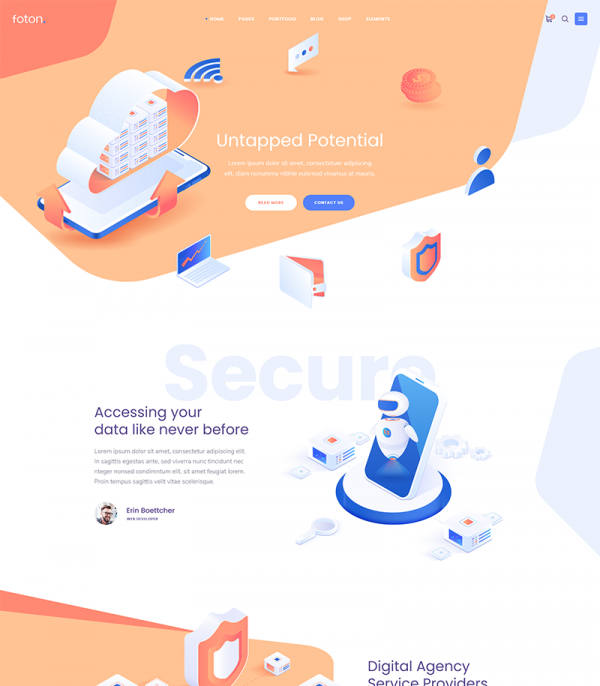 foton.
HOME PAGES PORTFOLIO BLOG SHOP ELEMENTS
Untapped Potential
Lorem ipsum dolor sit amet, consectetuer adipiscing
elit, diam nonummy nibhie euismod vivamus at mauris.
READ MORE CONTACT US
Secure
Accessing your
data like never before
Lorem ipsum dolor sit amet, consectetur adipiscing elit.
In sagittis egestas ante, sed viverra nunc tincidunt nec
nteger nonsed condimntum elit, sit amet feugiat lorem.
Proin tempus sagittis velit vitae scelerisque.
Erin Boettcher
WEB DEVELOPER
Digital Agency
Service Providers